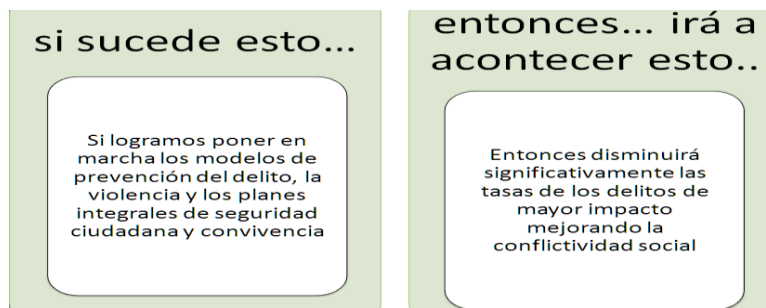 si sucede esto...
Si logramos poner en
marcha los modelos de
prevención del delito, la
violencia y los planes
integrales de seguridad
ciudadana y convivencia
entonces... irá a
acontecer esto..
Entonces disminuirá
significativamente las
tasas de los delitos de
mayor impacto
mejorando la
conflictividad social